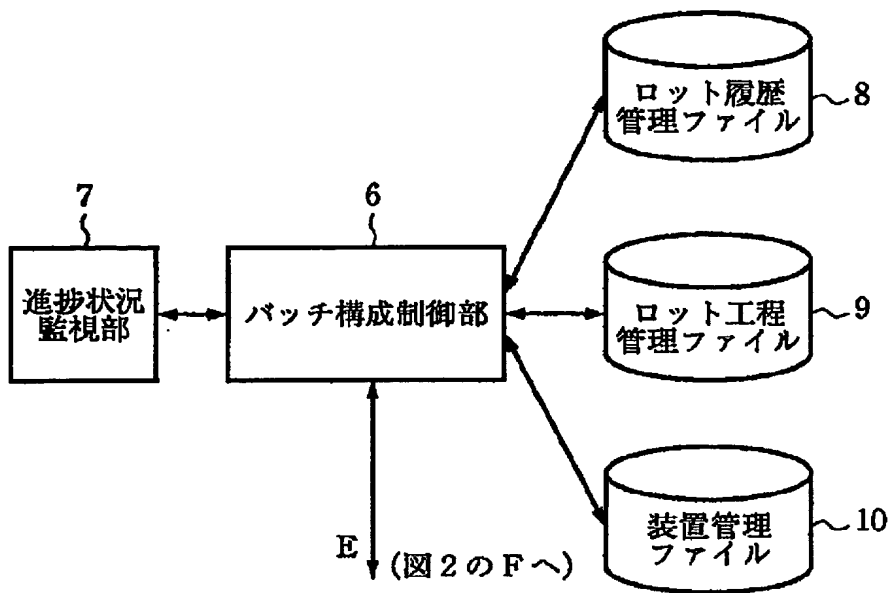 ロット履歴
管理ファイル
8
7
6
進捗状況
監視部
バッチ構成制御部
ロット工程
管理ファイル
9
装置管理
ファイル
10
E
(図2のFへ)